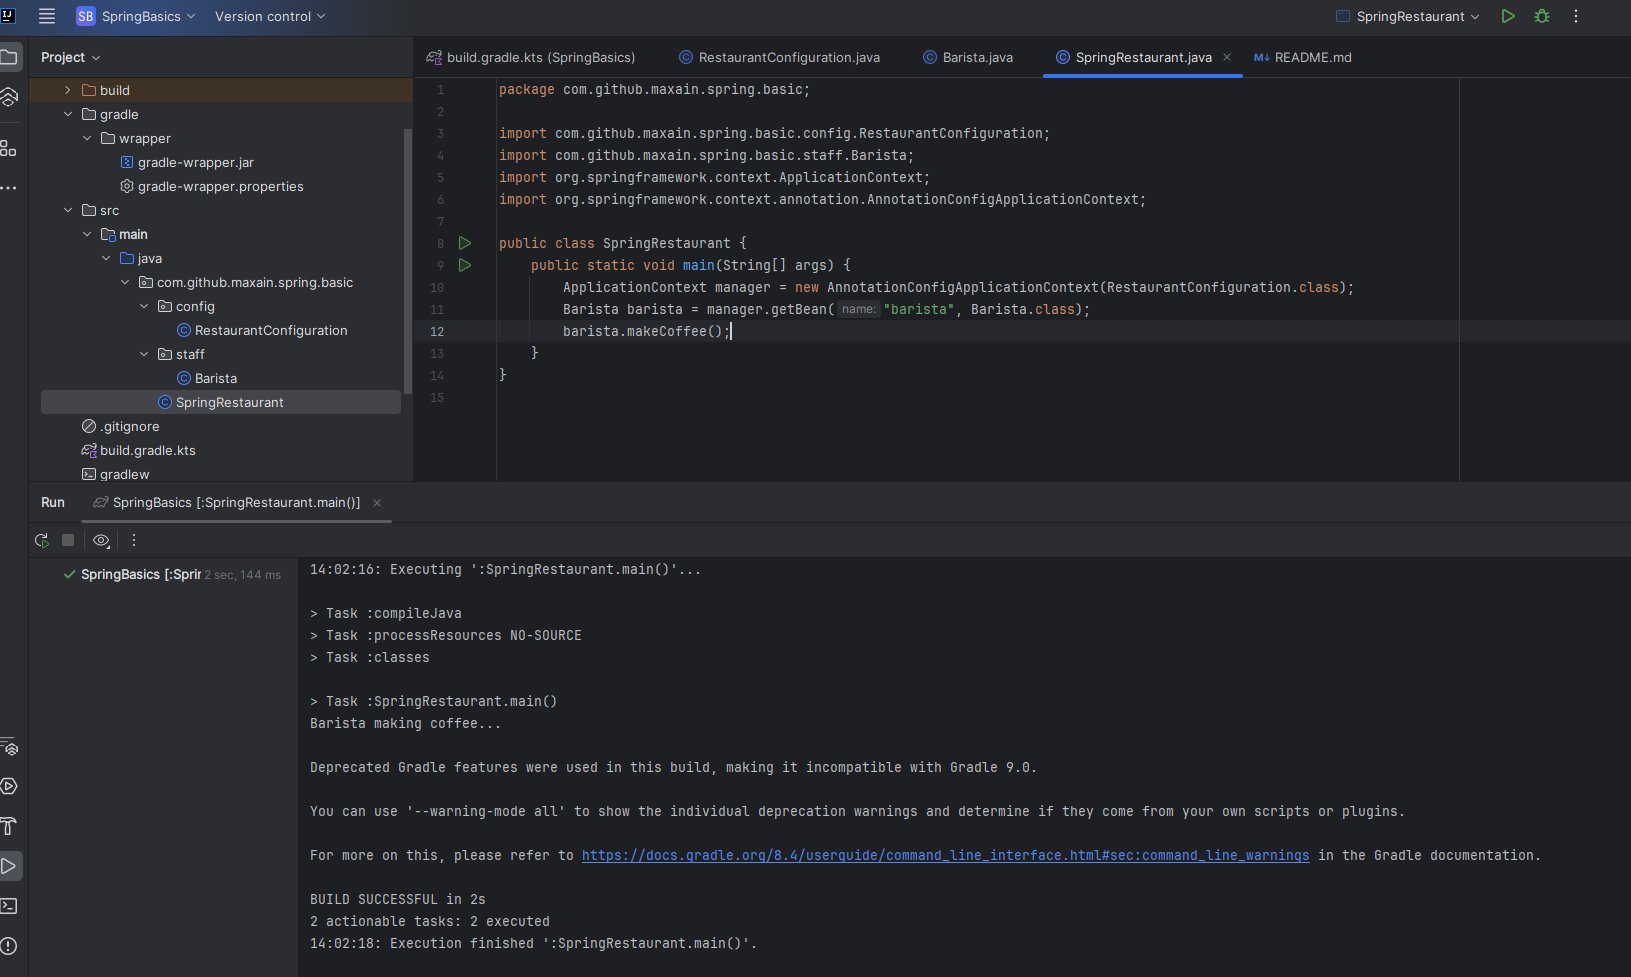 SB SpringBasics Version control SpringRestaurant
Project
build.gradle.kts (SpringBasics) RestaurantConfiguration.java Barista.java SpringRestaurant.java README.md
build
gradle
wrapper
gradle-wrapper.jar
gradle-wrapper.properties
src
main
java
com.github.maxain.spring.basic
config
RestaurantConfiguration
staff
Barista
SpringRestaurant
.gitignore
build.gradle.kts
gradlew
1 package com.github.maxain.spring.basic;
2
3 import com.github.maxain.spring.basic.config.RestaurantConfiguration;
4 import com.github.maxain.spring.basic.staff.Barista;
5 import org.springframework.context.ApplicationContext;
6 import org.springframework.context.annotation.AnnotationConfigApplicationContext;
7
8 public class SpringRestaurant {
9 public static void main(String[] args) {
10 ApplicationContext manager = new AnnotationConfigApplicationContext(RestaurantConfiguration.class);
11 Barista barista = manager.getBean( name: "barista", Barista.class);
12 barista.makeCoffee();
13 }
14 }
15
Run SpringBasics [:SpringRestaurant.main()]
SpringBasics [:Sprir 2 sec, 144 ms
14:02:16: Executing ':SpringRestaurant.main()'...
> Task :compileJava
> Task :processResources NO-SOURCE
> Task :classes
> Task :SpringRestaurant.main()
Barista making coffee...
Deprecated Gradle features were used in this build, making it incompatible with Gradle 9.0.
You can use '--warning-mode all' to show the individual deprecation warnings and determine if they come from your own scripts or plugins.
For more on this, please refer to https://docs.gradle.org/8.4/userguide/command_line_interface.html#sec:command_line_warnings in the Gradle documentation.
BUILD SUCCESSFUL in 2s
2 actionable tasks: 2 executed
14:02:18: Execution finished ':SpringRestaurant.main()'.